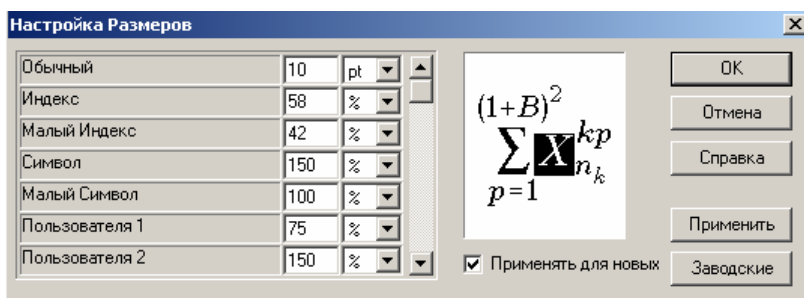 Настройка Размеров
Обычный 10 pt
Индекс 58 %
Малый Индекс 42 %
Символ 150 %
Малый Символ 100 %
Пользователя 1 75 %
Пользователя 2 150 %
(1+B)²
∑ X kp
n k
p=1
Применять для новых
OK
Отмена
Справка
Применить
Заводские